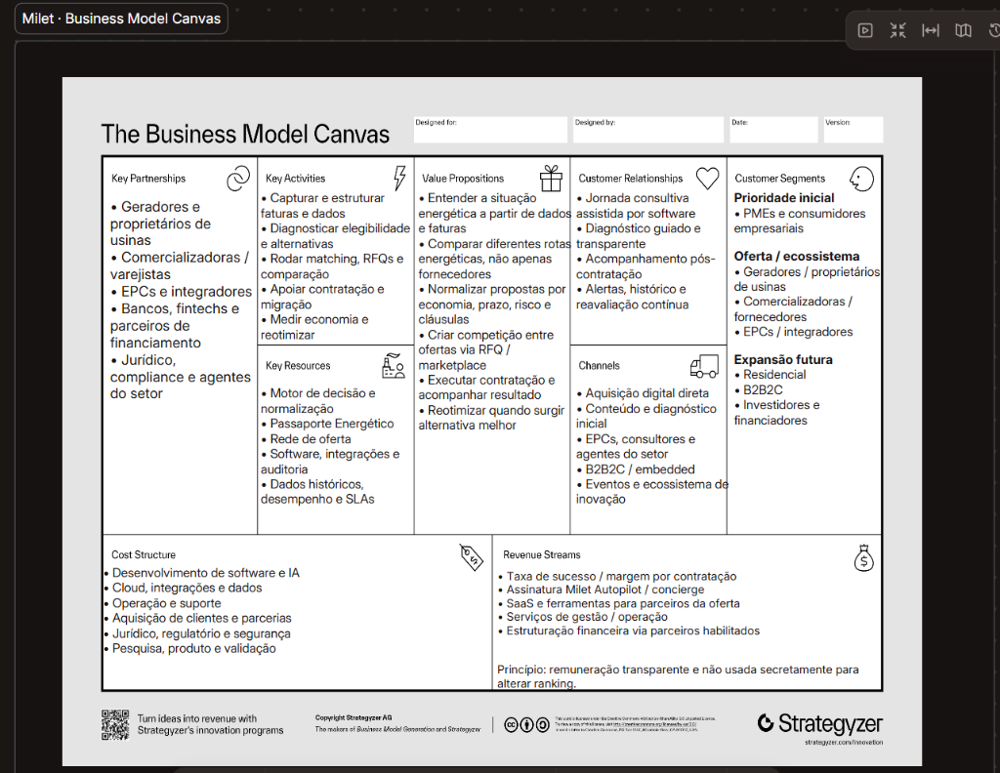 Milet · Business Model Canvas
The Business Model Canvas
Designed for:
Designed by:
Date:
Version:
Key Partnerships
• Geradores e
proprietários de
usinas
• Comercializadoras /
varejistas
• EPCs e integradores
• Bancos, fintechs e
parceiros de
financiamento
• Jurídico,
compliance e agentes
do setor
Key Activities
• Capturar e estruturar
faturas e dados
• Diagnosticar elegibilidade
e alternativas
• Rodar matching, RFQs e
comparação
• Apoiar contratação e
migração
• Medir economia e
reotimizar
Key Resources
• Motor de decisão e
normalização
• Passaporte Energético
• Rede de oferta
• Software, integrações e
auditoria
• Dados históricos,
desempenho e SLAs
Value Propositions
• Entender a situação
energética a partir de dados
e faturas
• Comparar diferentes rotas
energéticas, não apenas
fornecedores
• Normalizar propostas por
economia, prazo, risco e
cláusulas
• Criar competição entre
ofertas via RFQ /
marketplace
• Executar contratação e
acompanhar resultado
• Reotimizar quando surgir
alternativa melhor
Customer Relationships
• Jornada consultiva
assistida por software
• Diagnóstico guiado e
transparente
• Acompanhamento pós-
contratação
• Alertas, histórico e
reavaliação contínua
Channels
• Aquisição digital direta
• Conteúdo e diagnóstico
inicial
• EPCs, consultores e
agentes do setor
• B2B2C / embedded
• Eventos e ecossistema de
inovação
Customer Segments
Prioridade inicial
• PMEs e consumidores
empresariais
Oferta / ecossistema
• Geradores / proprietários
de usinas
• Comercializadoras /
fornecedores
• EPCs / integradores
Expansão futura
• Residencial
• B2B2C
• Investidores e
financiadores
Cost Structure
• Desenvolvimento de software e IA
• Cloud, integrações e dados
• Operação e suporte
• Aquisição de clientes e parcerias
• Jurídico, regulatório e segurança
• Pesquisa, produto e validação
Revenue Streams
• Taxa de sucesso / margem por contratação
• Assinatura Milet Autopilot / concierge
• SaaS e ferramentas para parceiros da oferta
• Serviços de gestão / operação
• Estruturação financeira via parceiros habilitados
Princípio: remuneração transparente e não usada secretamente para
alterar ranking.
Turn ideas into revenue with
Strategyzer's innovation programs
Copyright Strategyzer AG
The makers of Business Model Generation and Strategyzer
Strategyzer
strategyzer.com/innovation